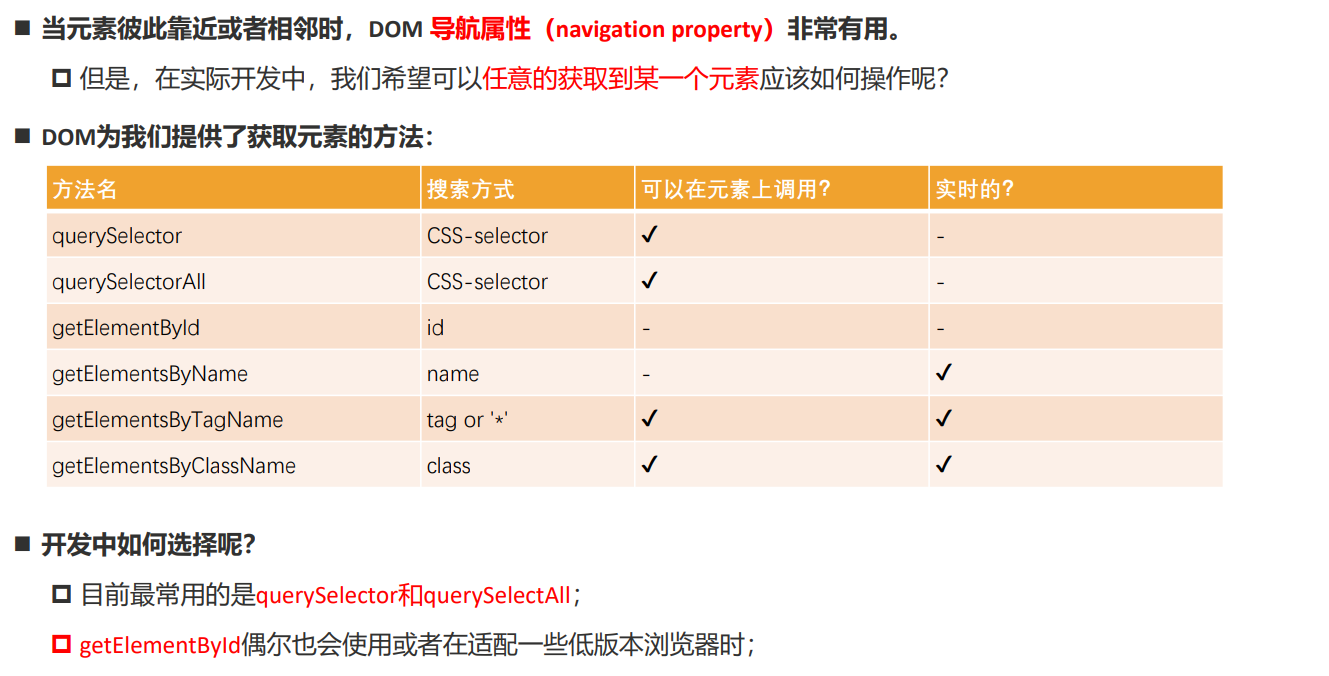 当元素彼此靠近或者相邻时，DOM 导航属性（navigation property）非常有用。
但是，在实际开发中，我们希望可以任意的获取到某一个元素应该如何操作呢？
DOM为我们提供了获取元素的方法：
方法名 搜索方式 可以在元素上调用？ 实时的？
querySelector CSS-selector ✓ -
querySelectorAll CSS-selector ✓ -
getElementById id - -
getElementsByName name - ✓
getElementsByTagName tag or '*' ✓ ✓
getElementsByClassName class ✓ ✓
开发中如何选择呢？
目前最常用的是querySelector和querySelectAll；
getElementById偶尔也会使用或者在适配一些低版本浏览器时；